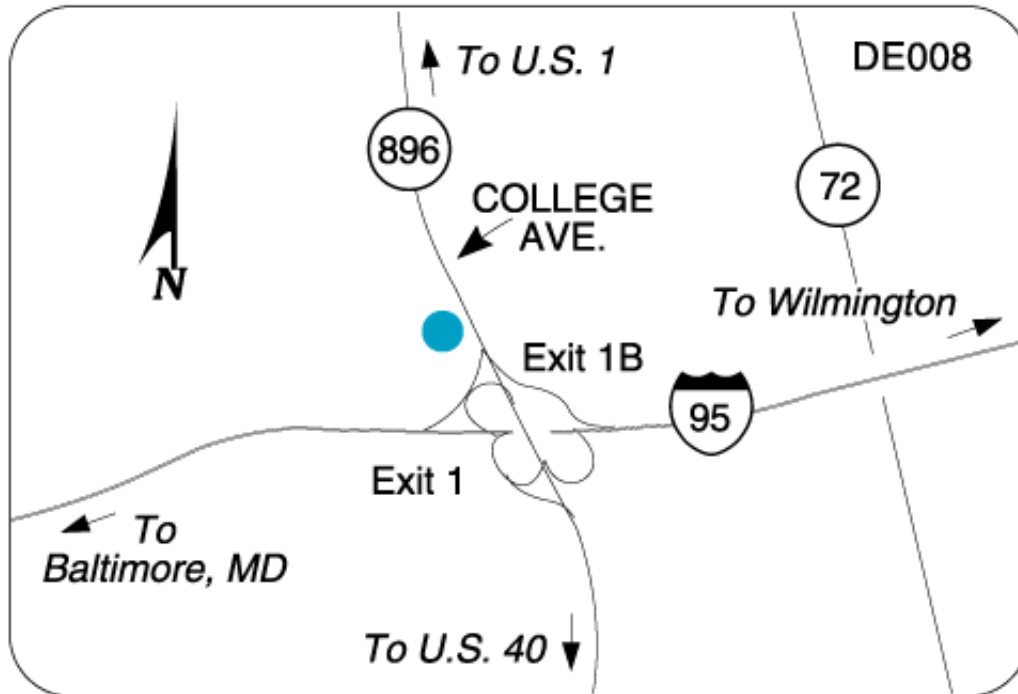 To U.S. 1
DE008
896
72
COLLEGE
AVE.
N
To Wilmington
Exit 1B
95
Exit 1
To
Baltimore, MD
To U.S. 40